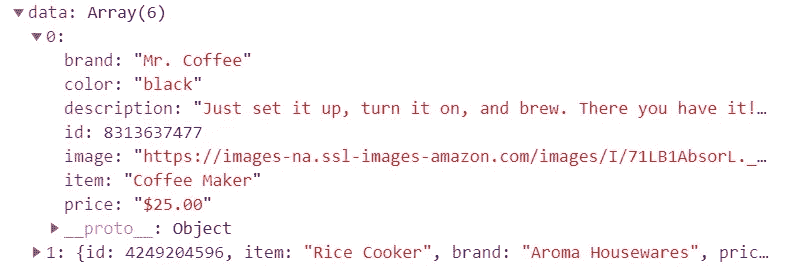 ▼data: Array(6)
▼0:
brand: "Mr. Coffee"
color: "black"
description: "Just set it up, turn it on, and brew. There you have it!…
id: 8313637477
image: "https://images-na.ssl-images-amazon.com/images/I/71LB1AbsorL._…
item: "Coffee Maker"
price: "$25.00"
▶__proto__: Object
▶1: {id: 4249204596, item: "Rice Cooker", brand: "Aroma Housewares", pric…